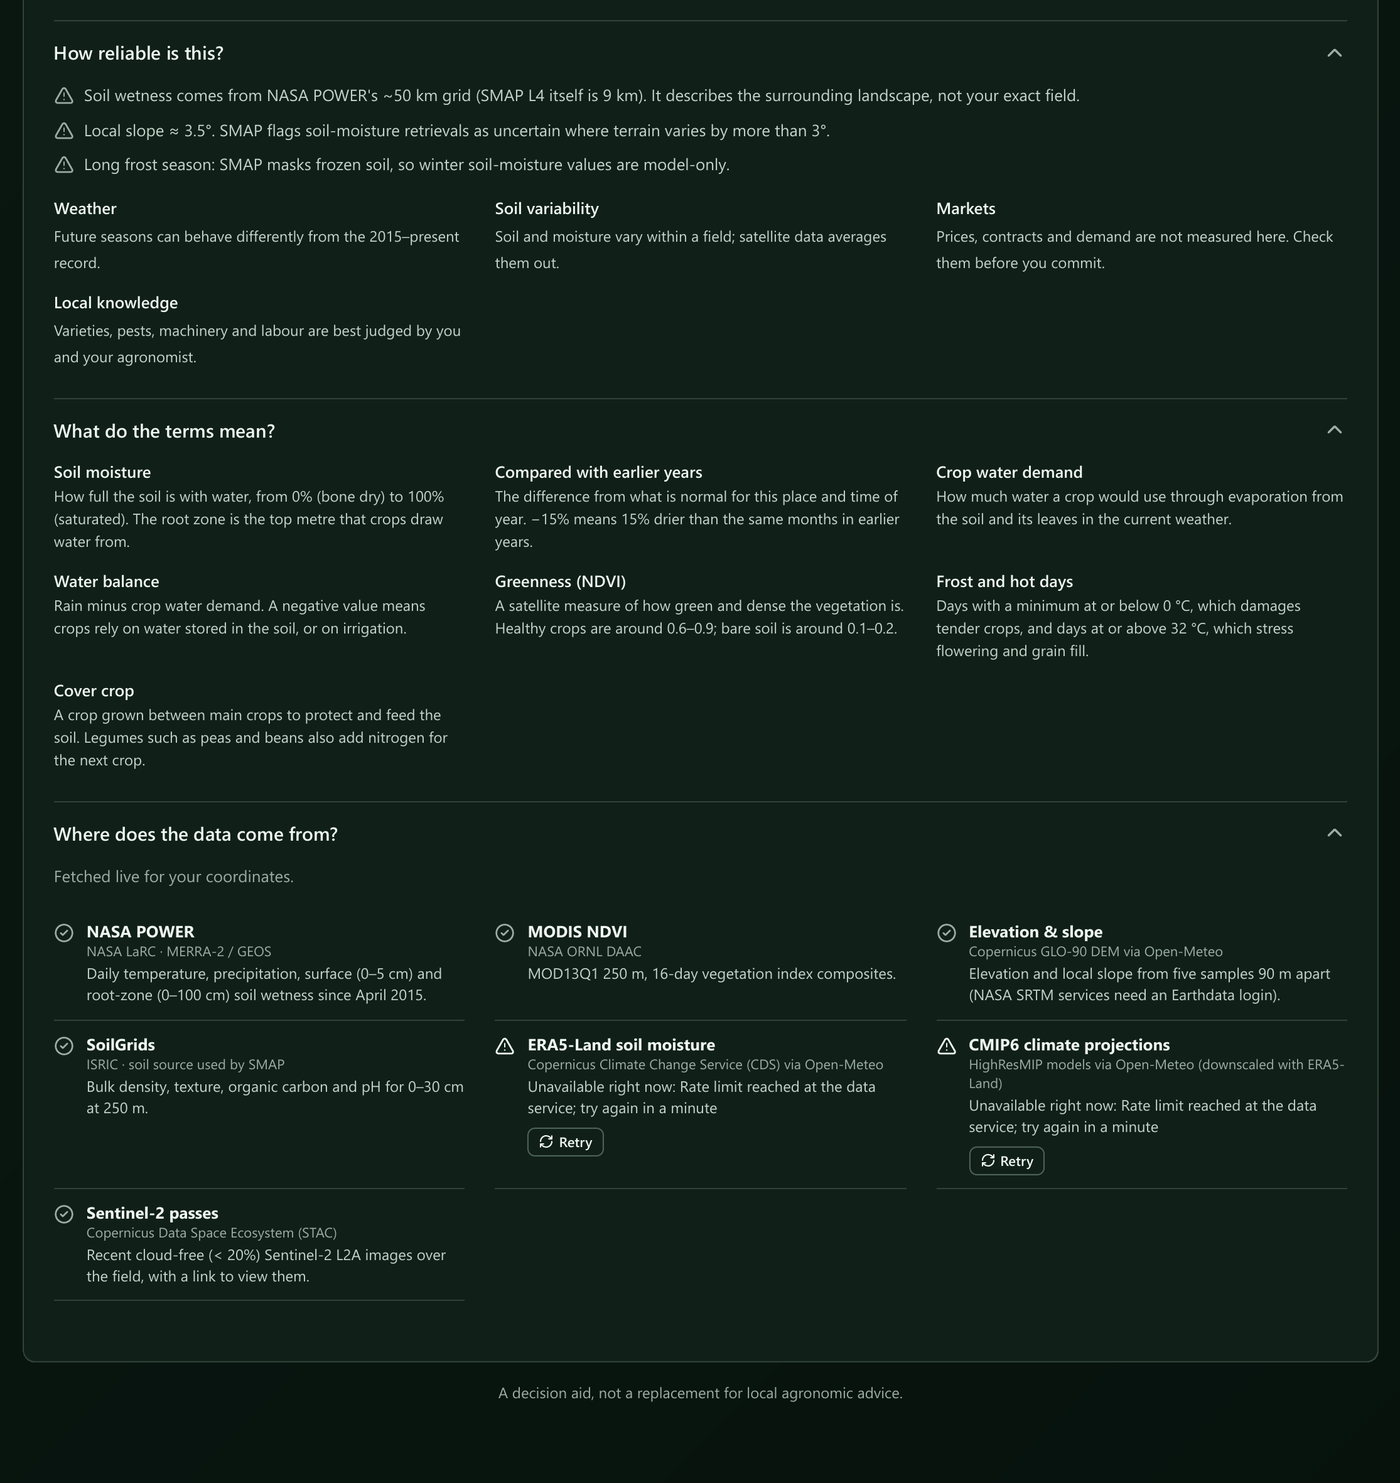 How reliable is this?
Soil wetness comes from NASA POWER's ~50 km grid (SMAP L4 itself is 9 km). It describes the surrounding landscape, not your exact field.
Local slope ≈ 3.5°. SMAP flags soil-moisture retrievals as uncertain where terrain varies by more than 3°.
Long frost season: SMAP masks frozen soil, so winter soil-moisture values are model-only.
Weather
Future seasons can behave differently from the 2015–present
record.
Soil variability
Soil and moisture vary within a field; satellite data averages
them out.
Markets
Prices, contracts and demand are not measured here. Check
them before you commit.
Local knowledge
Varieties, pests, machinery and labour are best judged by you
and your agronomist.
What do the terms mean?
Soil moisture
How full the soil is with water, from 0% (bone dry) to 100%
(saturated). The root zone is the top metre that crops draw
water from.
Compared with earlier years
The difference from what is normal for this place and time of
year. −15% means 15% drier than the same months in earlier
years.
Crop water demand
How much water a crop would use through evaporation from
the soil and its leaves in the current weather.
Water balance
Rain minus crop water demand. A negative value means
crops rely on water stored in the soil, or on irrigation.
Greenness (NDVI)
A satellite measure of how green and dense the vegetation is.
Healthy crops are around 0.6–0.9; bare soil is around 0.1–0.2.
Frost and hot days
Days with a minimum at or below 0 °C, which damages
tender crops, and days at or above 32 °C, which stress
flowering and grain fill.
Cover crop
A crop grown between main crops to protect and feed the
soil. Legumes such as peas and beans also add nitrogen for
the next crop.
Where does the data come from?
Fetched live for your coordinates.
NASA POWER
NASA LaRC · MERRA-2 / GEOS
Daily temperature, precipitation, surface (0–5 cm) and
root-zone (0–100 cm) soil wetness since April 2015.
MODIS NDVI
NASA ORNL DAAC
MOD13Q1 250 m, 16-day vegetation index composites.
Elevation & slope
Copernicus GLO-90 DEM via Open-Meteo
Elevation and local slope from five samples 90 m apart
(NASA SRTM services need an Earthdata login).
SoilGrids
ISRIC · soil source used by SMAP
Bulk density, texture, organic carbon and pH for 0–30 cm
at 250 m.
ERA5-Land soil moisture
Copernicus Climate Change Service (CDS) via Open-Meteo
Unavailable right now: Rate limit reached at the data
service; try again in a minute
Retry
CMIP6 climate projections
HighResMIP models via Open-Meteo (downscaled with ERA5-
Land)
Unavailable right now: Rate limit reached at the data
service; try again in a minute
Retry
Sentinel-2 passes
Copernicus Data Space Ecosystem (STAC)
Recent cloud-free (< 20%) Sentinel-2 L2A images over
the field, with a link to view them.
A decision aid, not a replacement for local agronomic advice.